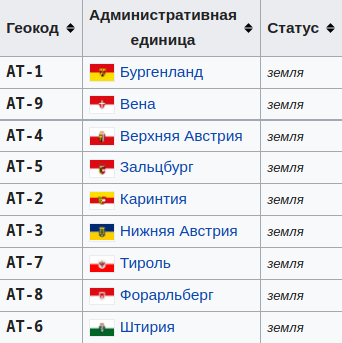 Геокод Административная единица Статус
AT-1 Бургенланд земля
AT-9 Вена земля
AT-4 Верхняя Австрия земля
AT-5 Зальцбург земля
AT-2 Каринтия земля
AT-3 Нижняя Австрия земля
AT-7 Тироль земля
AT-8 Форарльберг земля
AT-6 Штирия земля